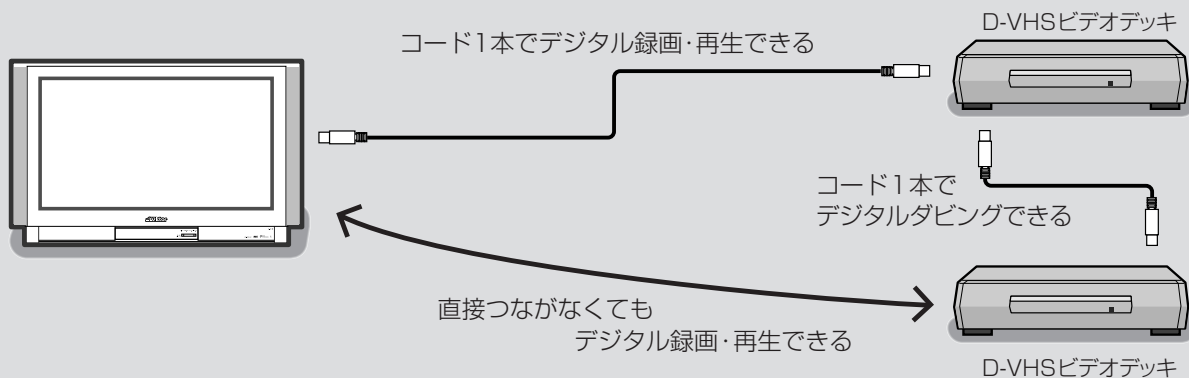 D-VHSビデオデッキ
コード1本でデジタル録画・再生できる
コード1本で
デジタルダビングできる
直接つながなくても
デジタル録画・再生できる
D-VHSビデオデッキ